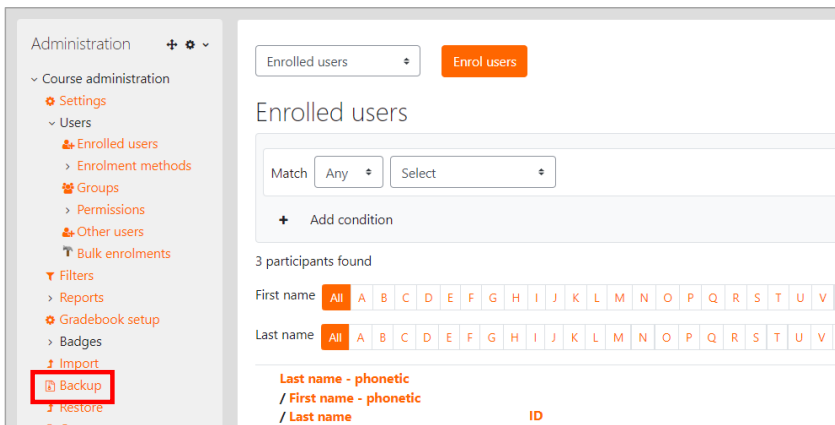 Administration
Course administration
Settings
Users
Enrolled users
Enrolment methods
Groups
Permissions
Other users
Bulk enrolments
Filters
Reports
Gradebook setup
Badges
Import
Backup
Restore
Enrolled users
Enrol users
Enrolled users
Match Any Select
Add condition
3 participants found
First name All A B C D E F G H I J K L M N O P Q R S T U V
Last name All A B C D E F G H I J K L M N O P Q R S T U V
Last name - phonetic
/ First name - phonetic
/ Last name ID